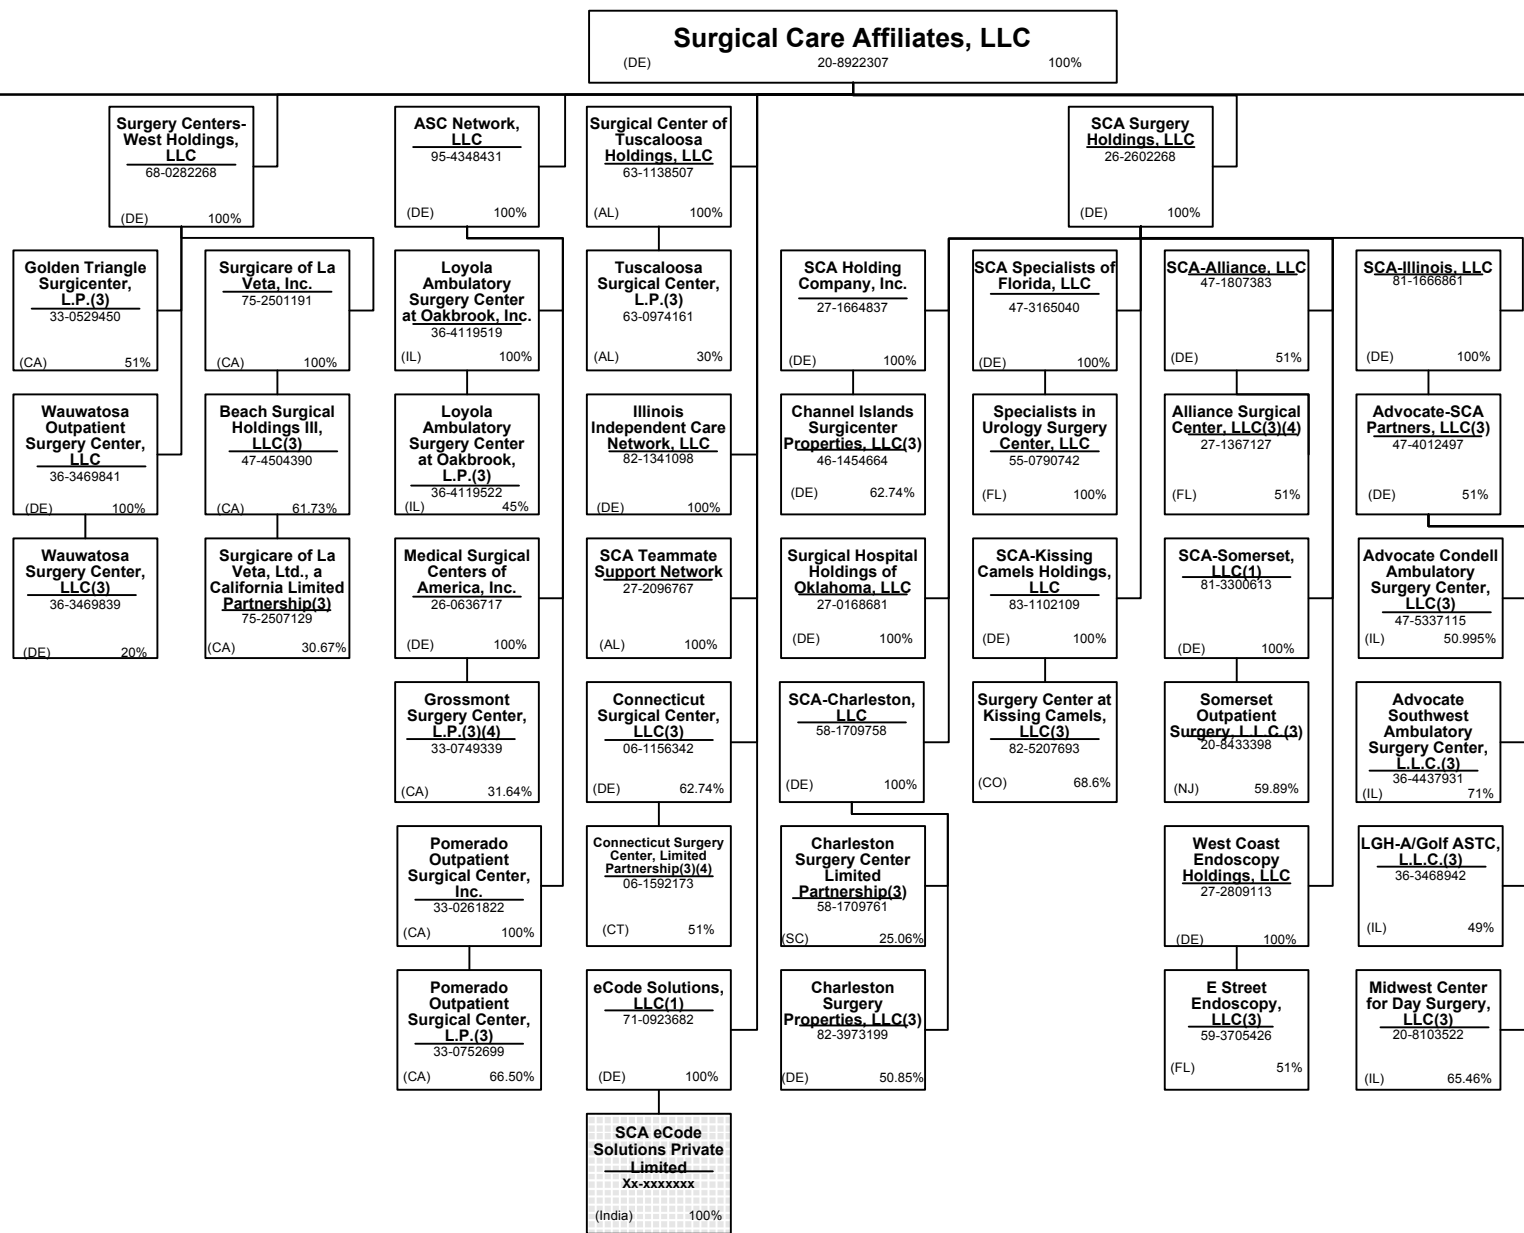 Surgical Care Affiliates, LLC
(DE) 20-8922307 100%
Surgery Centers-
West Holdings,
LLC
68-0282268
(DE) 100%
ASC Network,
LLC
95-4348431
(DE) 100%
Surgical Center of
Tuscaloosa
Holdings, LLC
63-1138507
(AL) 100%
SCA Surgery
Holdings, LLC
26-2602268
(DE) 100%
Golden Triangle
Surgicenter,
L.P.(3)
33-0529450
(CA) 51%
Surgicare of La
Veta, Inc.
75-2501191
(CA) 100%
Loyola
Ambulatory
Surgery Center
at Oakbrook, Inc.
36-4119519
(IL) 100%
Tuscaloosa
Surgical Center,
L.P.(3)
63-0974161
(AL) 30%
SCA Holding
Company, Inc.
27-1664837
(DE) 100%
SCA Specialists of
Florida, LLC
47-3165040
(DE) 100%
SCA-Alliance, LLC
47-1807383
(DE) 51%
SCA-Illinois, LLC
81-1666861
(DE) 100%
Wauwatosa
Outpatient
Surgery Center,
LLC
36-3469841
(DE) 100%
Beach Surgical
Holdings III,
LLC(3)
47-4504390
(CA) 61.73%
Loyola
Ambulatory
Surgery Center
at Oakbrook,
L.P.(3)
36-4119522
(IL) 45%
Illinois
Independent Care
Network, LLC
82-1341098
(DE) 100%
Channel Islands
Surgicenter
Properties, LLC(3)
46-1454664
(DE) 62.74%
Specialists in
Urology Surgery
Center, LLC
55-0790742
(FL) 100%
Alliance Surgical
Center, LLC(3)(4)
27-1367127
(FL) 51%
Advocate-SCA
Partners, LLC(3)
47-4012497
(DE) 51%
Wauwatosa
Surgery Center,
LLC(3)
36-3469839
(DE) 20%
Surgicare of La
Veta, Ltd., a
California Limited
Partnership(3)
75-2507129
(CA) 30.67%
Medical Surgical
Centers of
America, Inc.
26-0636717
(DE) 100%
SCA Teammate
Support Network
27-2096767
(AL) 100%
Surgical Hospital
Holdings of
Oklahoma, LLC
27-0168681
(DE) 100%
SCA-Kissing
Camels Holdings,
LLC
83-1102109
(DE) 100%
SCA-Somerset,
LLC(1)
81-3300613
(DE) 100%
Advocate Condell
Ambulatory
Surgery Center,
LLC(3)
47-5337115
(IL) 50.995%
Grossmont
Surgery Center,
L.P.(3)(4)
33-0749339
(CA) 31.64%
Connecticut
Surgical Center,
LLC(3)
06-1156342
(DE) 62.74%
SCA-Charleston,
LLC
58-1709758
(DE) 100%
Surgery Center at
Kissing Camels,
LLC(3)
82-5207693
(CO) 68.6%
Somerset
Outpatient
Surgery, L.L.C.(3)
20-8433398
(NJ) 59.89%
Advocate
Southwest
Ambulatory
Surgery Center,
L.L.C.(3)
36-4437931
(IL) 71%
Pomerado
Outpatient
Surgical Center,
Inc.
33-0261822
(CA) 100%
Connecticut Surgery
Center, Limited
Partnership(3)(4)
06-1592173
(CT) 51%
Charleston
Surgery Center
Limited
Partnership(3)
58-1709761
(SC) 25.06%
West Coast
Endoscopy
Holdings, LLC
27-2809113
(DE) 100%
LGH-A/Golf ASTC,
L.L.C.(3)
36-3468942
(IL) 49%
Pomerado
Outpatient
Surgical Center,
L.P.(3)
33-0752699
(CA) 66.50%
eCode Solutions,
LLC(1)
71-0923682
(DE) 100%
Charleston
Surgery
Properties, LLC(3)
82-3973199
(DE) 50.85%
E Street
Endoscopy,
LLC(3)
59-3705426
(FL) 51%
Midwest Center
for Day Surgery,
LLC(3)
20-8103522
(IL) 65.46%
SCA eCode
Solutions Private
Limited
Xx-xxxxxxx
(India) 100%